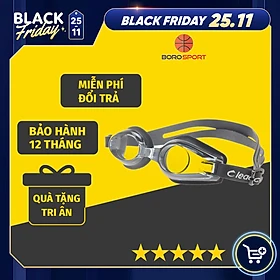 BLACK
Friday
25
11
BLACK FRIDAY 25.11
BOROSPORT
MIỄN PHÍ
ĐỔI TRẢ
BẢO HÀNH
12 THÁNG
QUÀ TẶNG
TRI ÂN